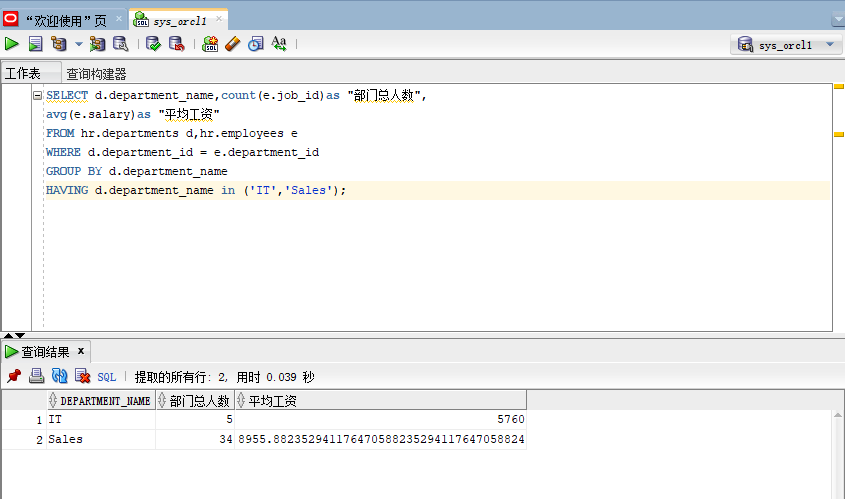 “欢迎使用”页
sys_orcl1
sys_orcl1
工作表
查询构建器
SELECT d.department_name,count(e.job_id)as "部门总人数",
avg(e.salary)as "平均工资"
FROM hr.departments d,hr.employees e
WHERE d.department_id = e.department_id
GROUP BY d.department_name
HAVING d.department_name in ('IT','Sales');
查询结果 x
SQL | 提取的所有行: 2, 用时 0.039 秒
DEPARTMENT_NAME 部门总人数 平均工资
1 IT 5 5760
2 Sales 34 8955.88235294117647058823529411764705882​4